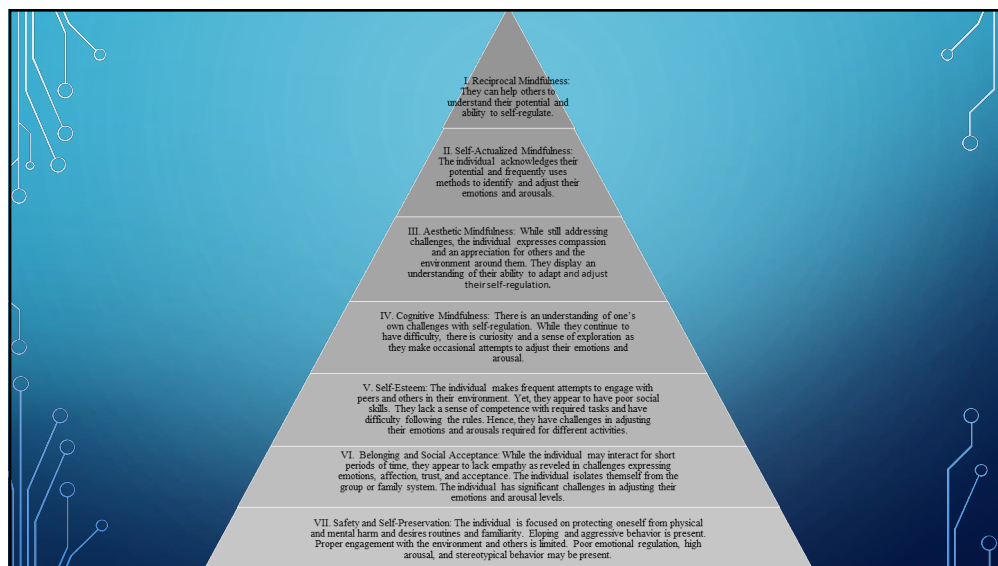 I. Reciprocal Mindfulness:
They can help others to
understand their potential and
ability to self-regulate.
II. Self-Actualized Mindfulness:
The individual acknowledges their
potential and frequently uses
methods to identify and adjust their
emotions and arousals.
III. Aesthetic Mindfulness: While still addressing
challenges, the individual expresses compassion
and an appreciation for others and the
environment around them. They display an
understanding of their ability to adapt and adjust
their self-regulation.
IV. Cognitive Mindfulness: There is an understanding of one's
own challenges with self-regulation. While they continue to
have difficulty, there is curiosity and a sense of exploration as
they make occasional attempts to adjust their emotions and
arousal.
V. Self-Esteem: The individual makes frequent attempts to engage with
peers and others in their environment. Yet, they appear to have poor social
skills. They lack a sense of competence with required tasks and have
difficulty following the rules. Hence, they have challenges in adjusting
their emotions and arousals required for different activities.
VI. Belonging and Social Acceptance: While the individual may interact for short
periods of time, they appear to lack empathy as reveled in challenges expressing
emotions, affection, trust, and acceptance. The individual isolates themself from the
group or family system. The individual has significant challenges in adjusting their
emotions and arousal levels.
VII. Safety and Self-Preservation: The individual is focused on protecting oneself from physical
and mental harm and desires routines and familiarity. Eloping and aggressive behavior is present.
Proper engagement with the environment and others is limited. Poor emotional regulation, high
arousal, and stereotypical behavior may be present.